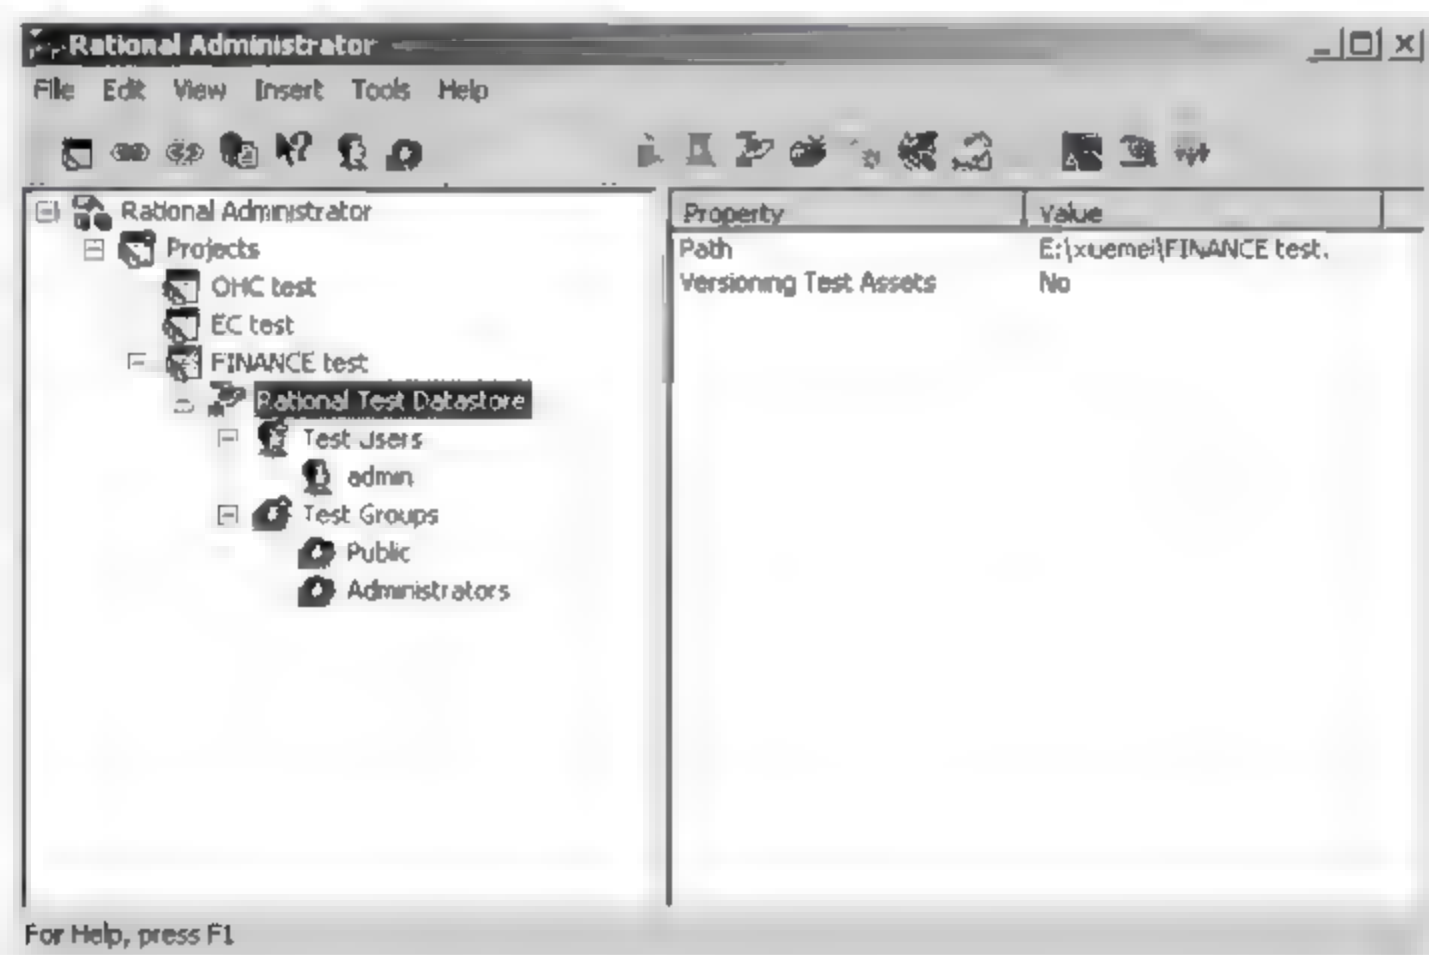 Rational Administrator
File Edit View Insert Tools Help
Rational Administrator
Projects
OHC test
EC test
FINANCE test
Rational Test Datastore
Test Users
admin
Test Groups
Public
Administrators
Property Value
Path E:\xuemei\FINANCE test.
Versioning Test Assets No
For Help, press F1